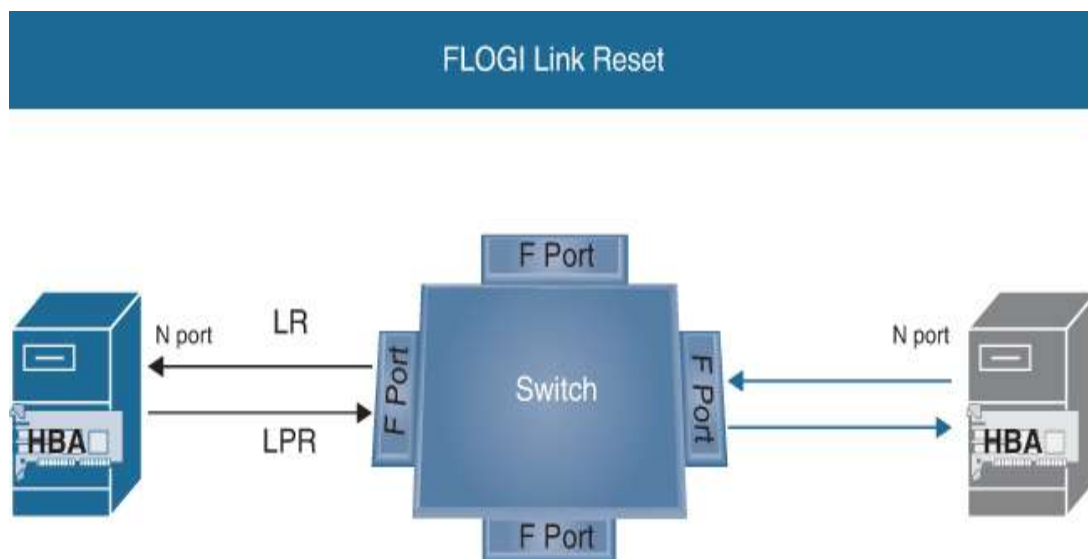 FLOGI Link Reset
F Port
N port
LR
N port
F Port
Switch
F Port
LPR
HBA
HBA
F Port